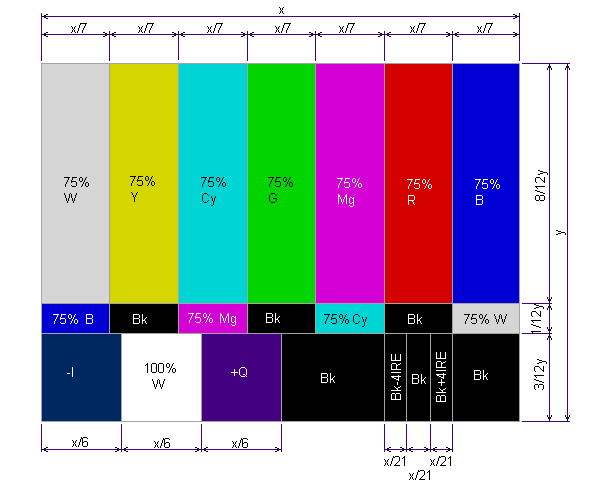 x
x/7 x/7 x/7 x/7 x/7 x/7 x/7
75% 75% 75% 75% 75% 75% 75%
W Y Cy G Mg R B
8/12y
y
75% B Bk 75% Mg Bk 75% Cy Bk 75% W
1/12y
-I 100% +Q Bk Bk-4IRE Bk Bk+4IRE Bk
W
3/12y
x/6 x/6 x/6
x/21 x/21
x/21